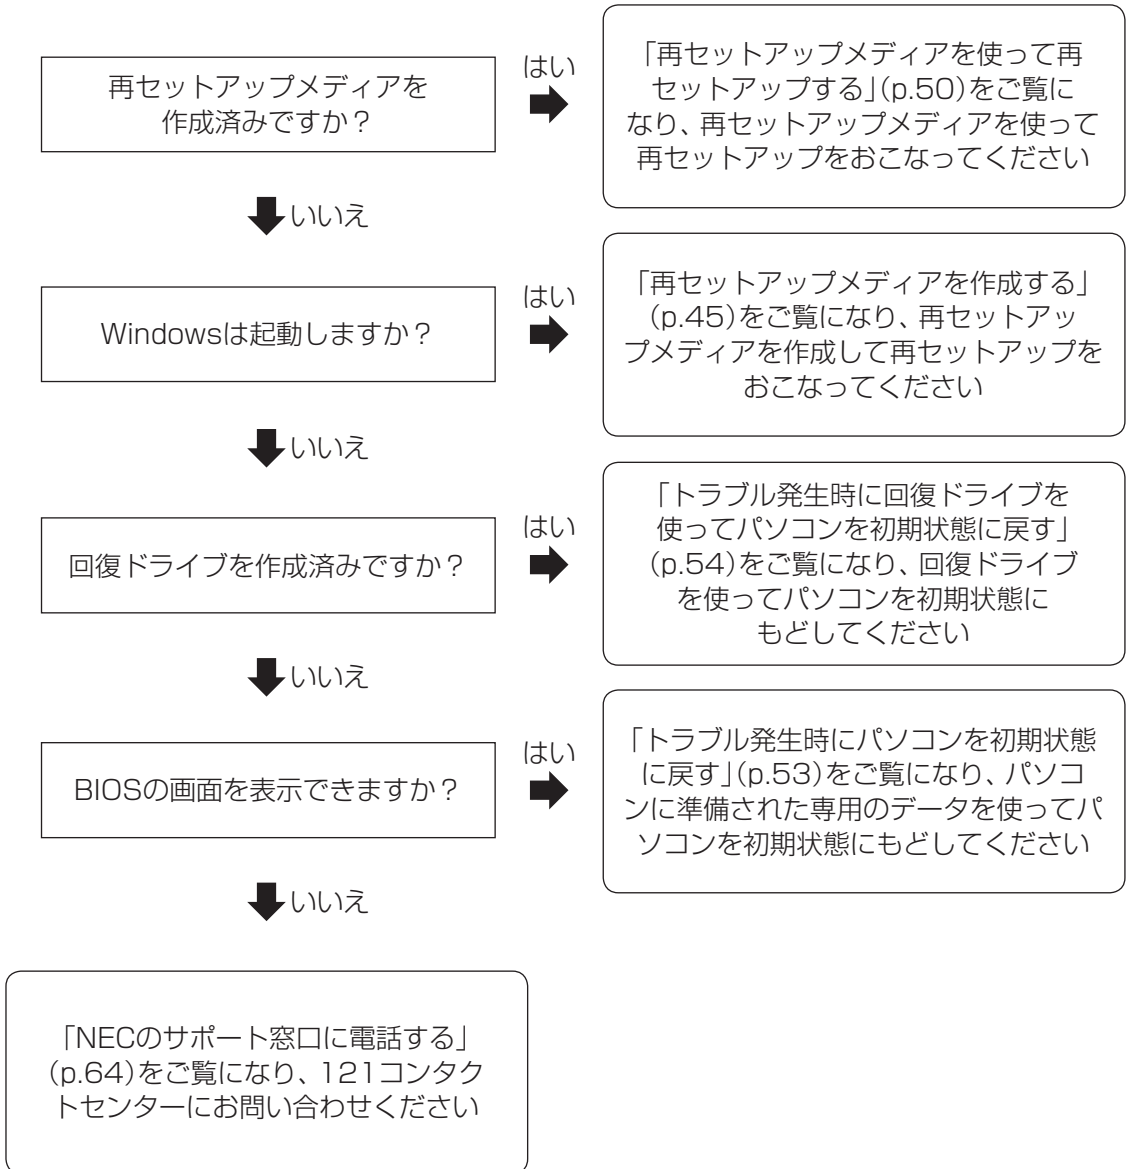 再セットアップメディアを
作成済みですか？
はい
「再セットアップメディアを使って再
セットアップする」(p.50)をご覧に
なり、再セットアップメディアを使って
再セットアップをおこなってください
いいえ
Windowsは起動しますか？
はい
「再セットアップメディアを作成する」
(p.45)をご覧になり、再セットアッ
プメディアを作成して再セットアップを
おこなってください
いいえ
回復ドライブを作成済みですか？
はい
「トラブル発生時に回復ドライブを
使ってパソコンを初期状態に戻す」
(p.54)をご覧になり、回復ドライブ
を使ってパソコンを初期状態に
もどしてください
いいえ
BIOSの画面を表示できますか？
はい
「トラブル発生時にパソコンを初期状態
に戻す」(p.53)をご覧になり、パソコ
ンに準備された専用のデータを使ってパ
ソコンを初期状態にもどしてください
いいえ
「NECのサポート窓口に電話する」
(p.64)をご覧になり、121コンタク
トセンターにお問い合わせください